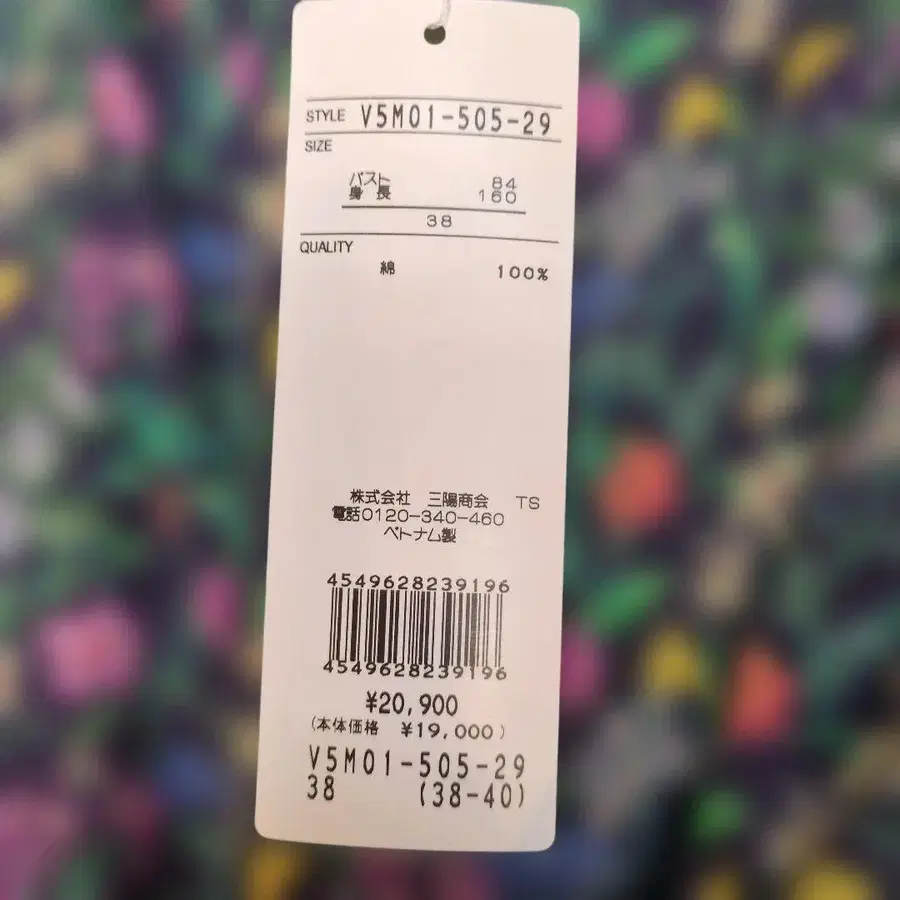 STYLE V5M01-505-29
SIZE
バスト 84
身長 160
38
QUALITY
綿 100%
株式会社 三陽商会 TS
電話0120-340-460
ベトナム製
4549628239196
4549628239196
¥20,900
(本体価格 ¥19,000)
V5M01-505-29
38 (38-40)